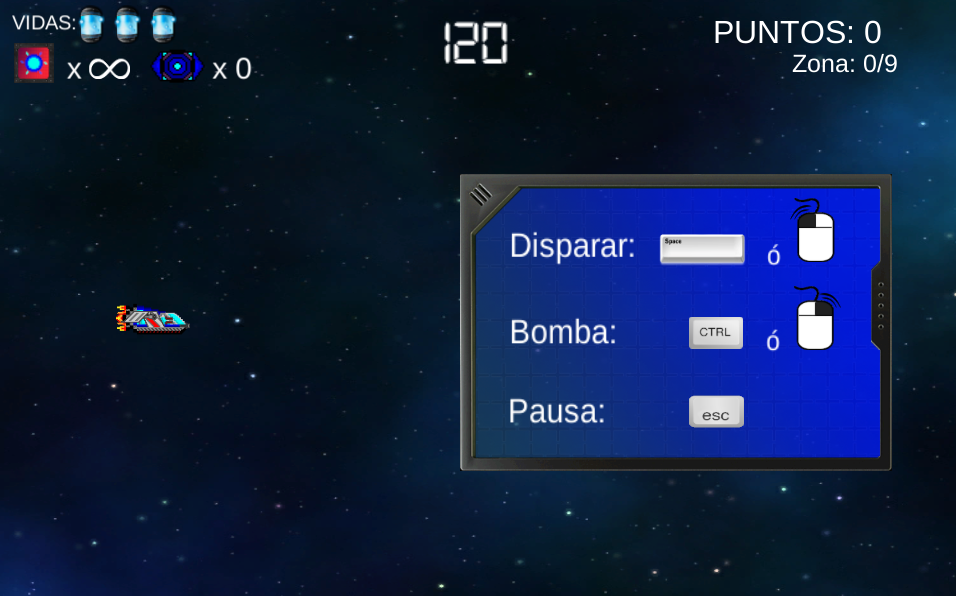 VIDAS:
120
PUNTOS: 0
Zona: 0/9
x ∞ x 0
Disparar: Space ó
Bomba: CTRL ó
Pausa: esc